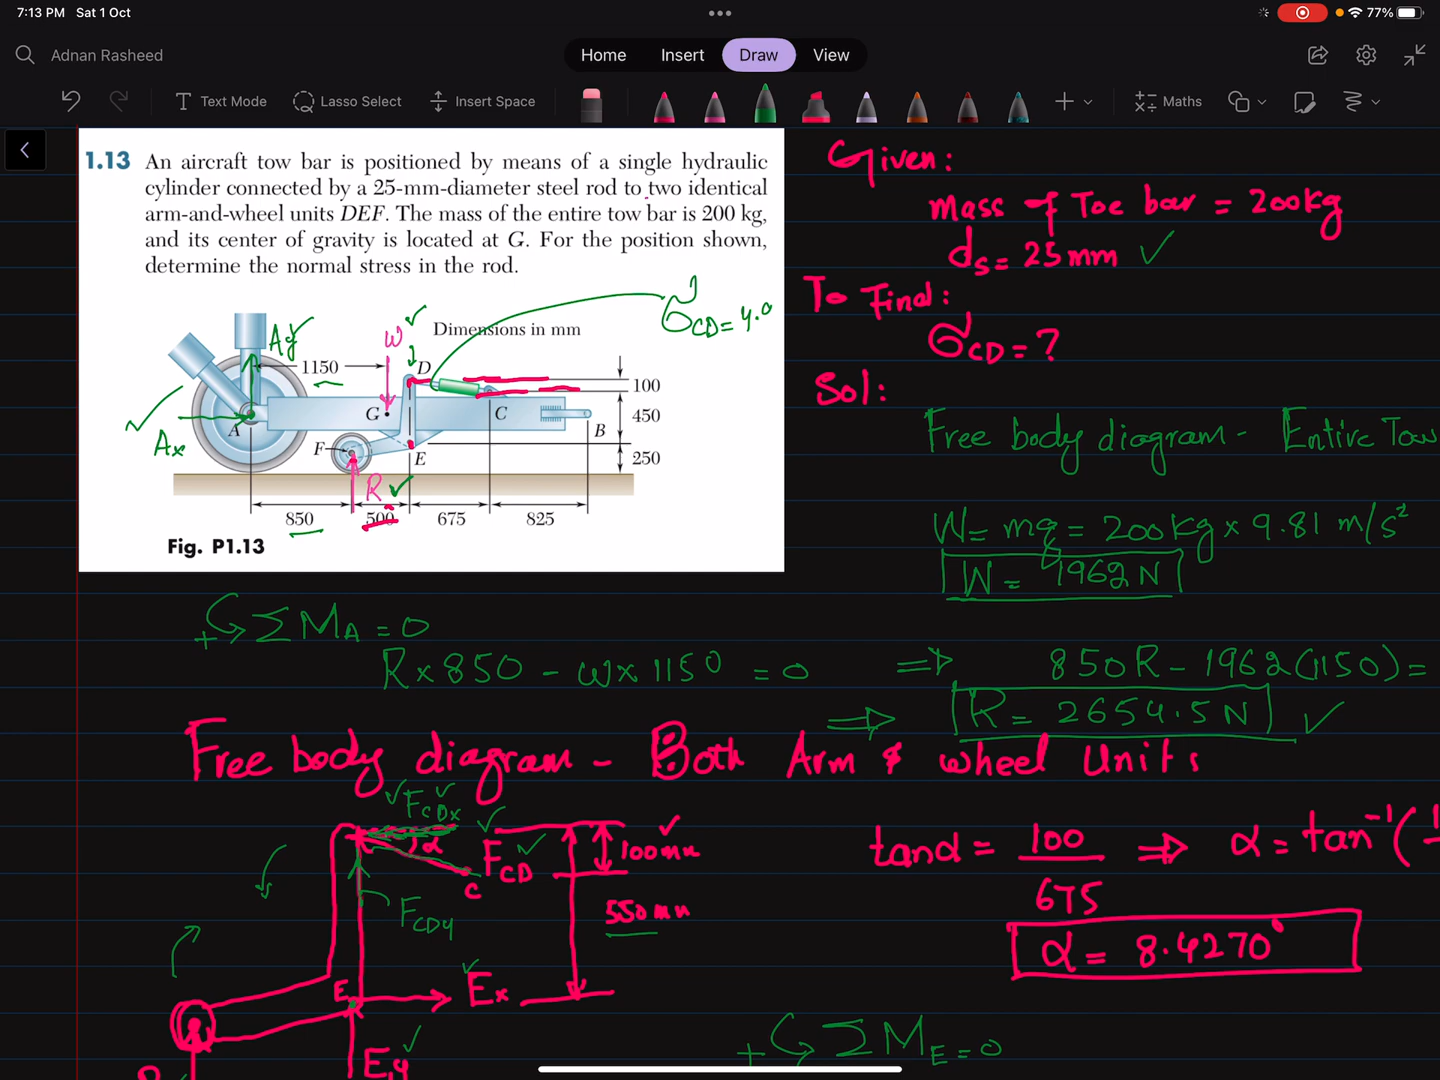 7:13 PM Sat 1 Oct
77%
Adnan Rasheed
Home Insert Draw View
Text Mode Lasso Select Insert Space Maths
1.13 An aircraft tow bar is positioned by means of a single hydraulic
cylinder connected by a 25-mm-diameter steel rod to two identical
arm-and-wheel units DEF. The mass of the entire tow bar is 200 kg,
and its center of gravity is located at G. For the position shown,
determine the normal stress in the rod.
Dimensions in mm
σCD = 4.0
Ay
W
1150
D
100
G
C
450
A
B
Ax
F
E
250
R
850 500 675 825
Fig. P1.13
Given:
Mass of Toe bar = 200kg
ds = 25mm ✓
To Find:
σCD = ?
Sol:
Free body diagram - Entire Tow
W = mg = 200kg x 9.81 m/s²
W = 1962 N
+ ΣMA = 0
R x 850 - W x 1150 = 0 ⇒ 850R - 1962(1150) =
⇒ R = 2654.5 N ✓
Free body diagram - Both Arm & wheel Units
FCDx
α
FCD
C
100mm
FCDy
550mm
E
Ex
Ey
tanα = 100/675 ⇒ α = tan⁻¹(
α = 8.4270°
+ ΣME = 0